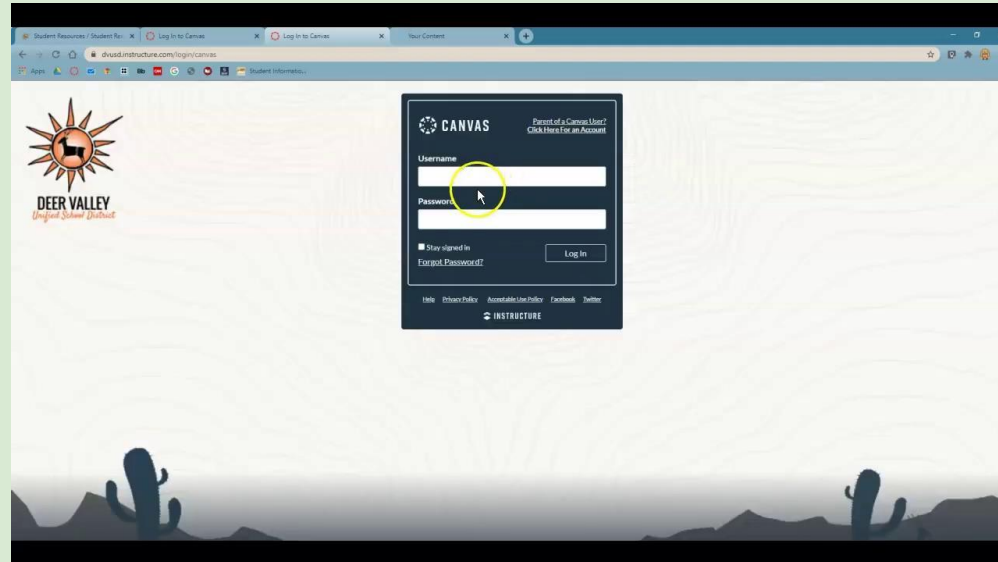 Student Resources / Student Re
Log In to Canvas
Log In to Canvas
Your Content
dvusd.instructure.com/login/canvas
Apps
Student Informatio...
DEER VALLEY
Unified School District
CANVAS
Parent of a Canvas User?
Click Here For an Account
Username
Password
Stay signed in
Log In
Forgot Password?
Help Privacy Policy Acceptable Use Policy Facebook Twitter
INSTRUCTURE